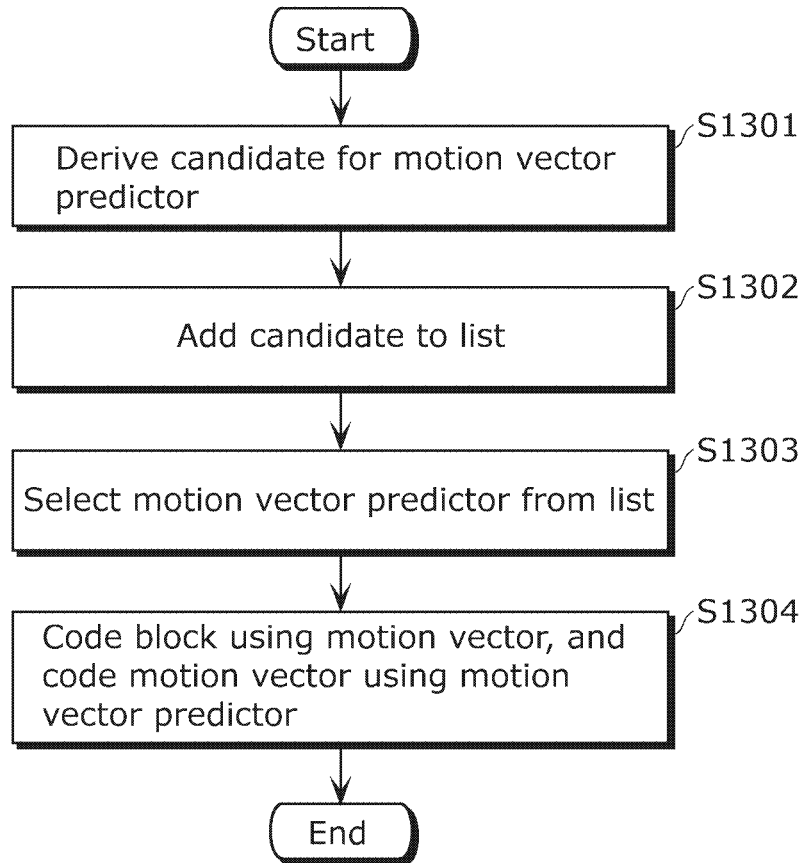 Start
S1301
Derive candidate for motion vector
predictor
S1302
Add candidate to list
S1303
Select motion vector predictor from list
S1304
Code block using motion vector, and
code motion vector using motion
vector predictor
End